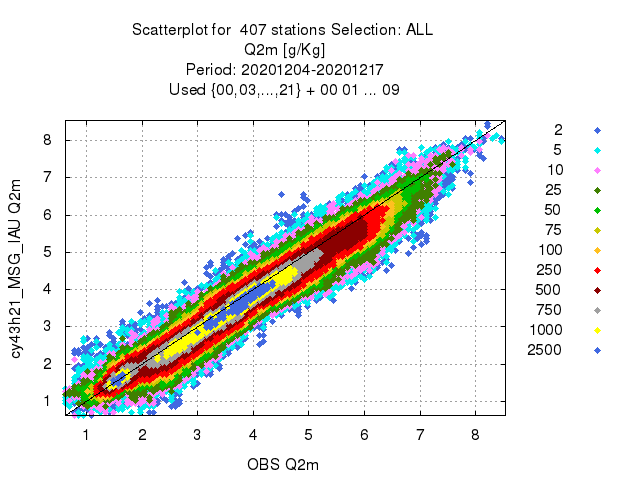 Scatterplot for 407 stations Selection: ALL
Q2m [g/Kg]
Period: 20201204-20201217
Used {00,03,...,21} + 00 01 ... 09
cy43h21_MSG_IAU Q2m
8
7
6
5
4
3
2
1
1 2 3 4 5 6 7 8
OBS Q2m
2
5
10
25
50
75
100
250
500
750
1000
2500